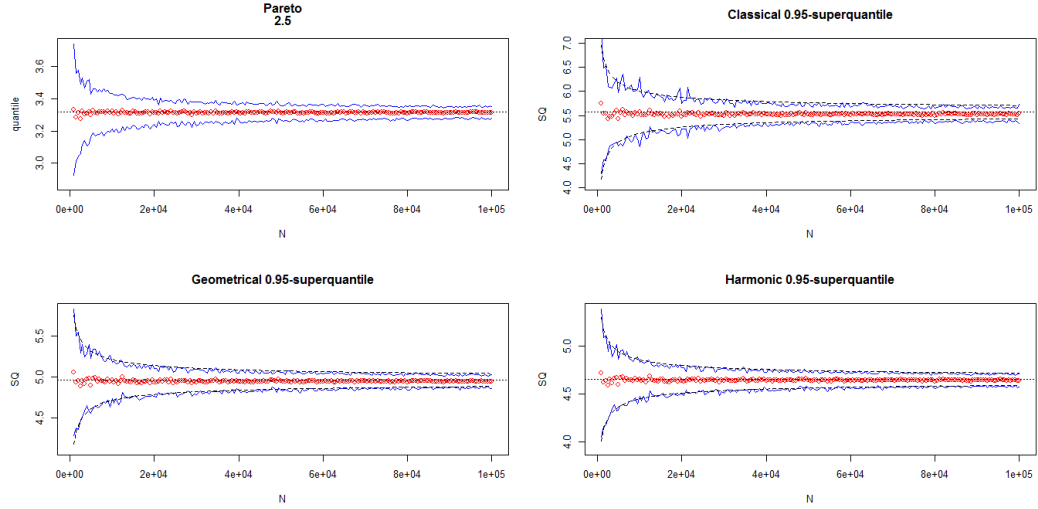 Pareto
2.5
quantile
3.6
3.4
3.2
3.0
0e+00 2e+04 4e+04 6e+04 8e+04 1e+05
N
Classical 0.95-superquantile
SQ
7.0
6.5
6.0
5.5
5.0
4.5
4.0
0e+00 2e+04 4e+04 6e+04 8e+04 1e+05
N
Geometrical 0.95-superquantile
SQ
5.5
5.0
4.5
0e+00 2e+04 4e+04 6e+04 8e+04 1e+05
N
Harmonic 0.95-superquantile
SQ
5.0
4.5
4.0
0e+00 2e+04 4e+04 6e+04 8e+04 1e+05
N